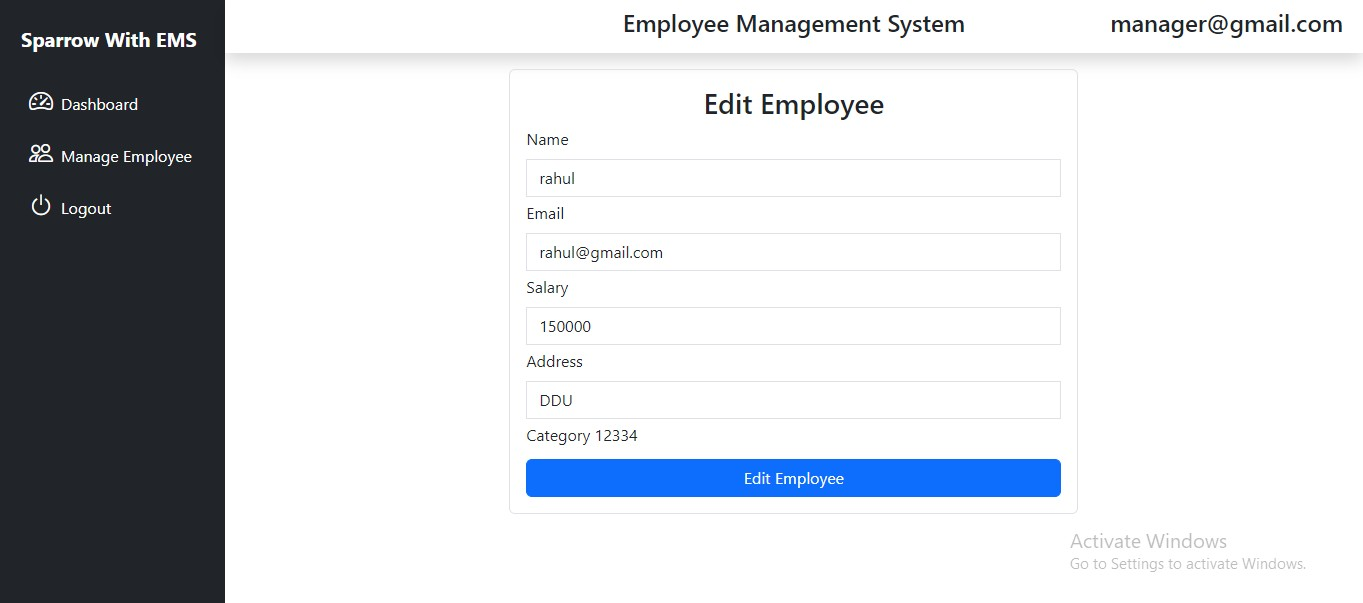 Sparrow With EMS
Dashboard
Manage Employee
Logout
Employee Management System
manager@gmail.com
Edit Employee
Name
rahul
Email
rahul@gmail.com
Salary
150000
Address
DDU
Category 12334
Edit Employee
Activate Windows
Go to Settings to activate Windows.